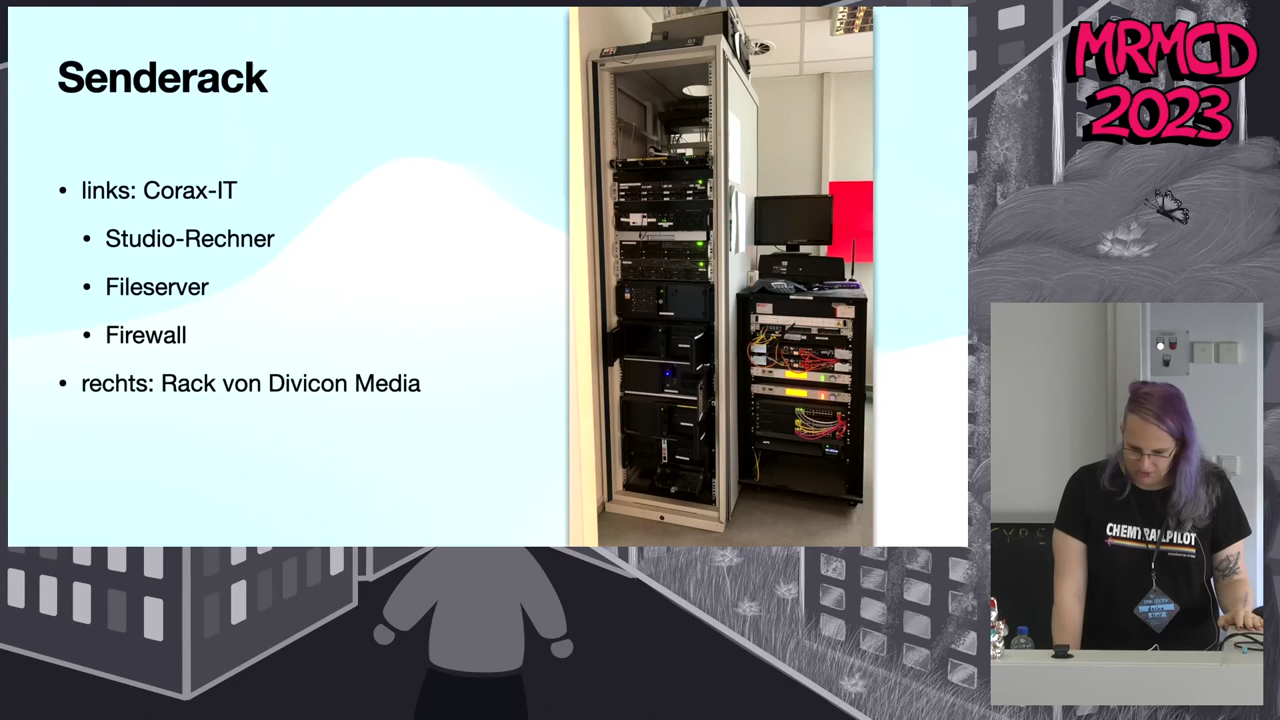 Senderack
• links: Corax-IT
• Studio-Rechner
• Fileserver
• Firewall
• rechts: Rack von Divicon Media
MRMCD
2023
CHEMTRAILPILOT